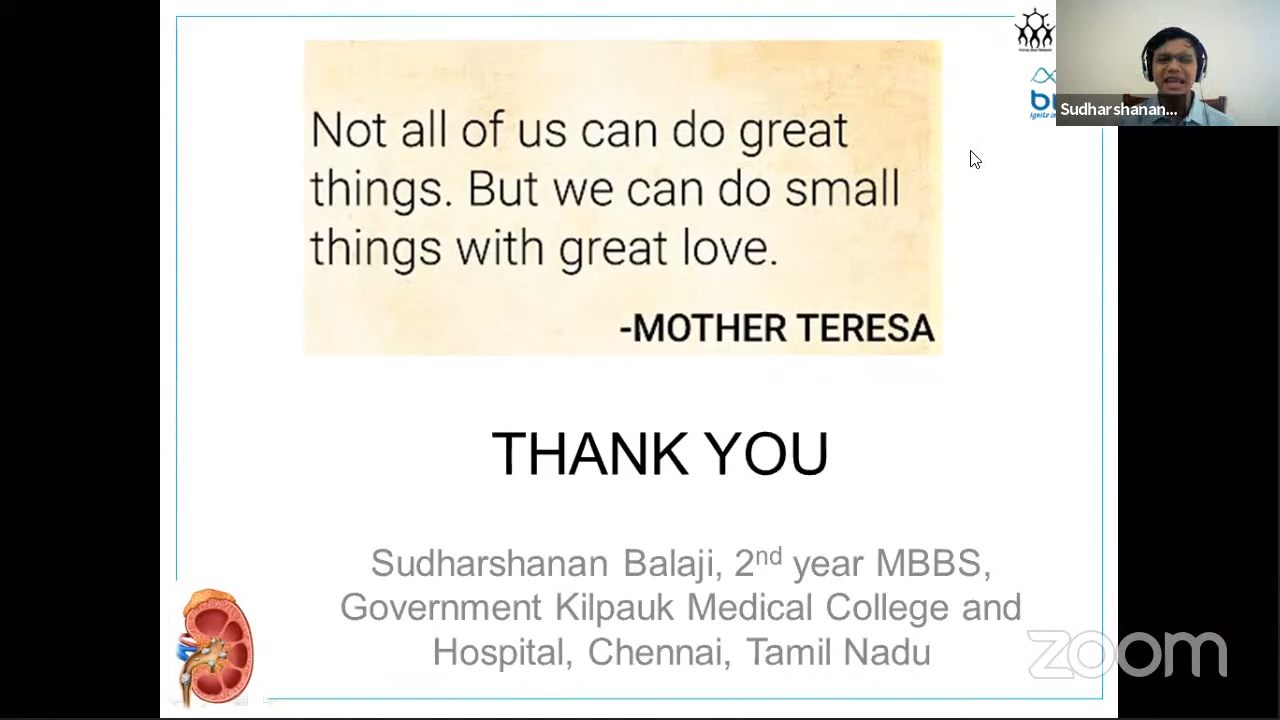 Not all of us can do great
things. But we can do small
things with great love.
-MOTHER TERESA
THANK YOU
Sudharshanan Balaji, 2nd year MBBS,
Government Kilpauk Medical College and
Hospital, Chennai, Tamil Nadu
Sudharshanan...
zoom